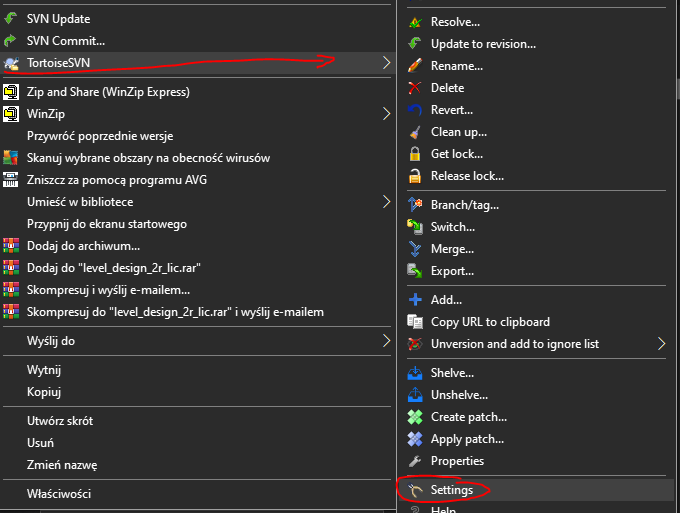 SVN Update
SVN Commit...
TortoiseSVN
Zip and Share (WinZip Express)
WinZip
Przywróć poprzednie wersje
Skanuj wybrane obszary na obecność wirusów
Zniszcz za pomocą programu AVG
Umieść w bibliotece
Przypnij do ekranu startowego
Dodaj do archiwum...
Dodaj do "level_design_2r_lic.rar"
Skompresuj i wyślij e-mailem...
Skompresuj do "level_design_2r_lic.rar" i wyślij e-mailem
Wyślij do
Wytnij
Kopiuj
Utwórz skrót
Usuń
Zmień nazwę
Właściwości
Resolve...
Update to revision...
Rename...
Delete
Revert...
Clean up...
Get lock...
Release lock...
Branch/tag...
Switch...
Merge...
Export...
Add...
Copy URL to clipboard
Unversion and add to ignore list
Shelve...
Unshelve...
Create patch...
Apply patch...
Properties
Settings
Help